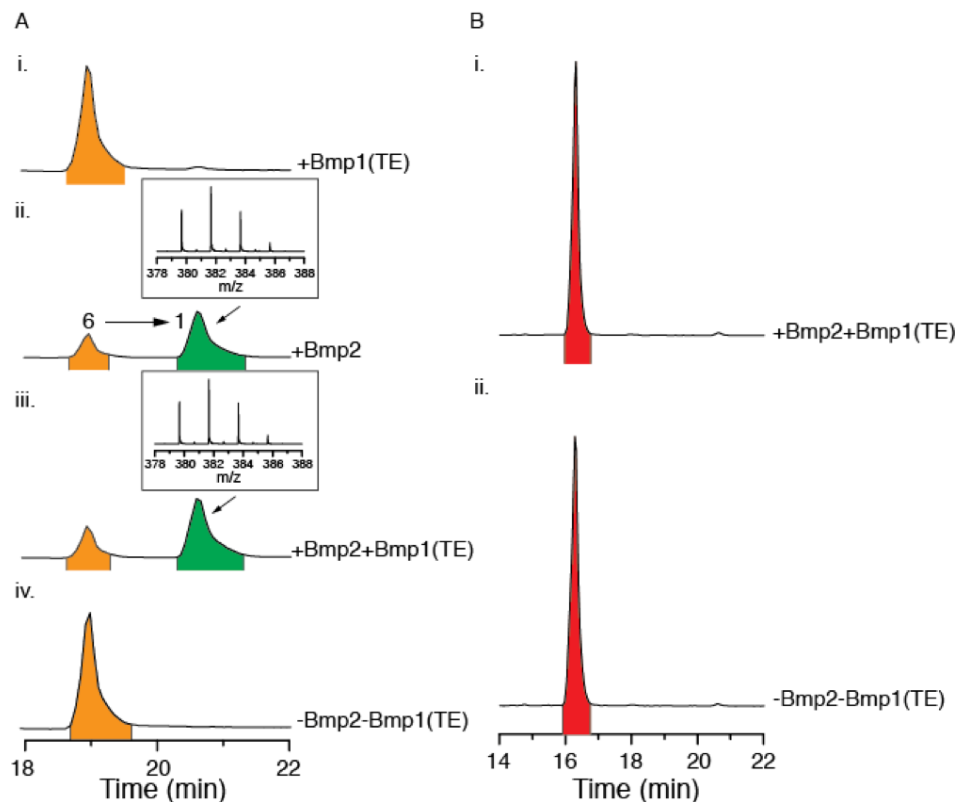 A
B
i.
+Bmp1(TE)
ii.
378 380 382 384 386 388
m/z
6
1
+Bmp2
iii.
378 380 382 384 386 388
m/z
+Bmp2+Bmp1(TE)
iv.
-Bmp2-Bmp1(TE)
18 20 22
Time (min)
i.
+Bmp2+Bmp1(TE)
ii.
-Bmp2-Bmp1(TE)
14 16 18 20 22
Time (min)